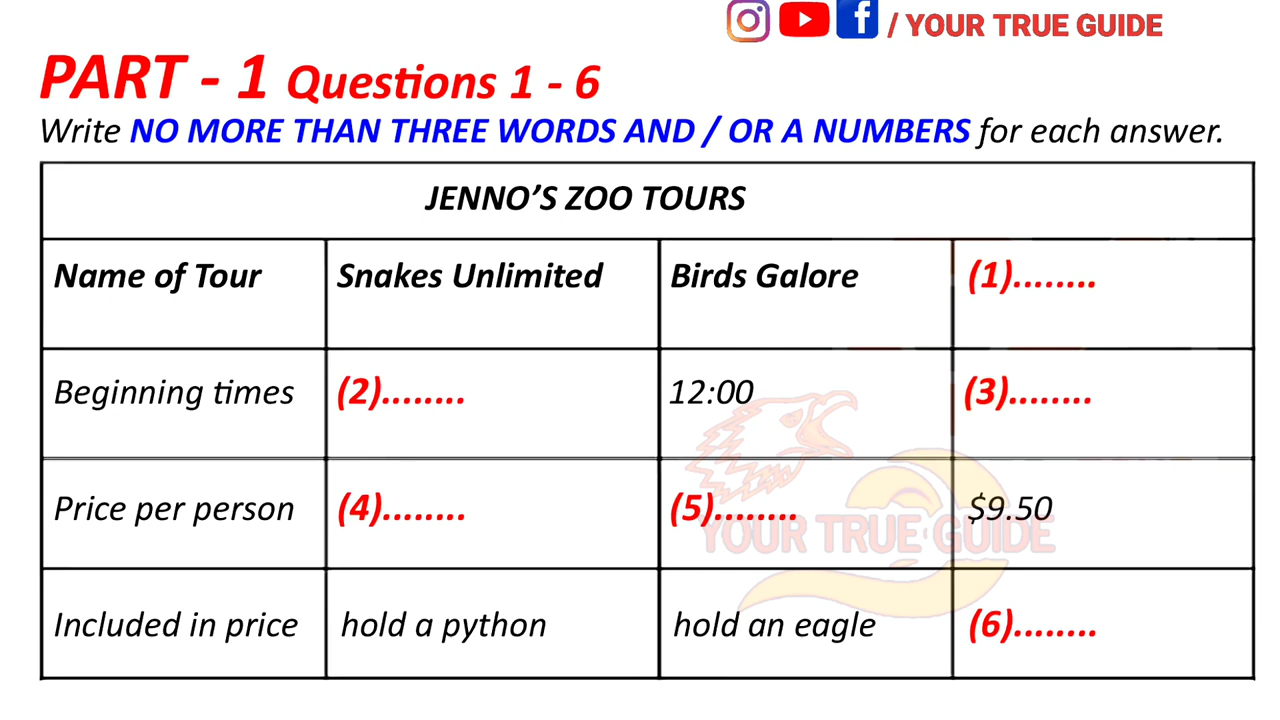 / YOUR TRUE GUIDE
PART - 1 Questions 1 - 6
Write NO MORE THAN THREE WORDS AND / OR A NUMBERS for each answer.
JENNO'S ZOO TOURS
Name of Tour Snakes Unlimited Birds Galore (1)........
Beginning times (2)........ 12:00 (3)........
Price per person (4)........ (5)........ $9.50
YOUR TRUE GUIDE
Included in price hold a python hold an eagle (6)........